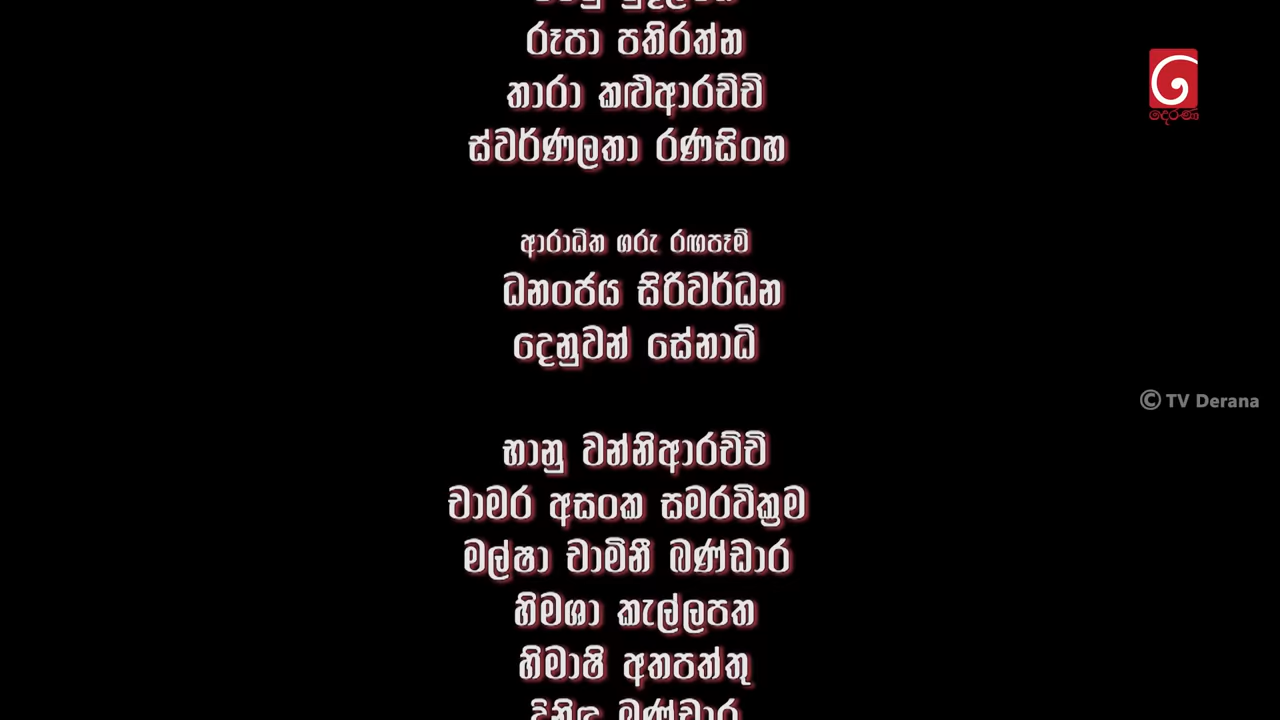 රූපා පතිරත්න
තාරා කළුආරච්චි
ස්වර්ණලතා රණසිංහ
ආරාධිත ගරු රඟපෑම්
ධනංජය සිරිවර්ධන
දෙනුවන් සේනාධි
භානු වන්නිආරච්චි
චාමර අසංක සමරවික්‍රම
මල්ෂා චාමිනී බණ්ඩාර
හිමශා කැල්ලපත
හිමාෂි අතපත්තු
දෙරණ
© TV Derana